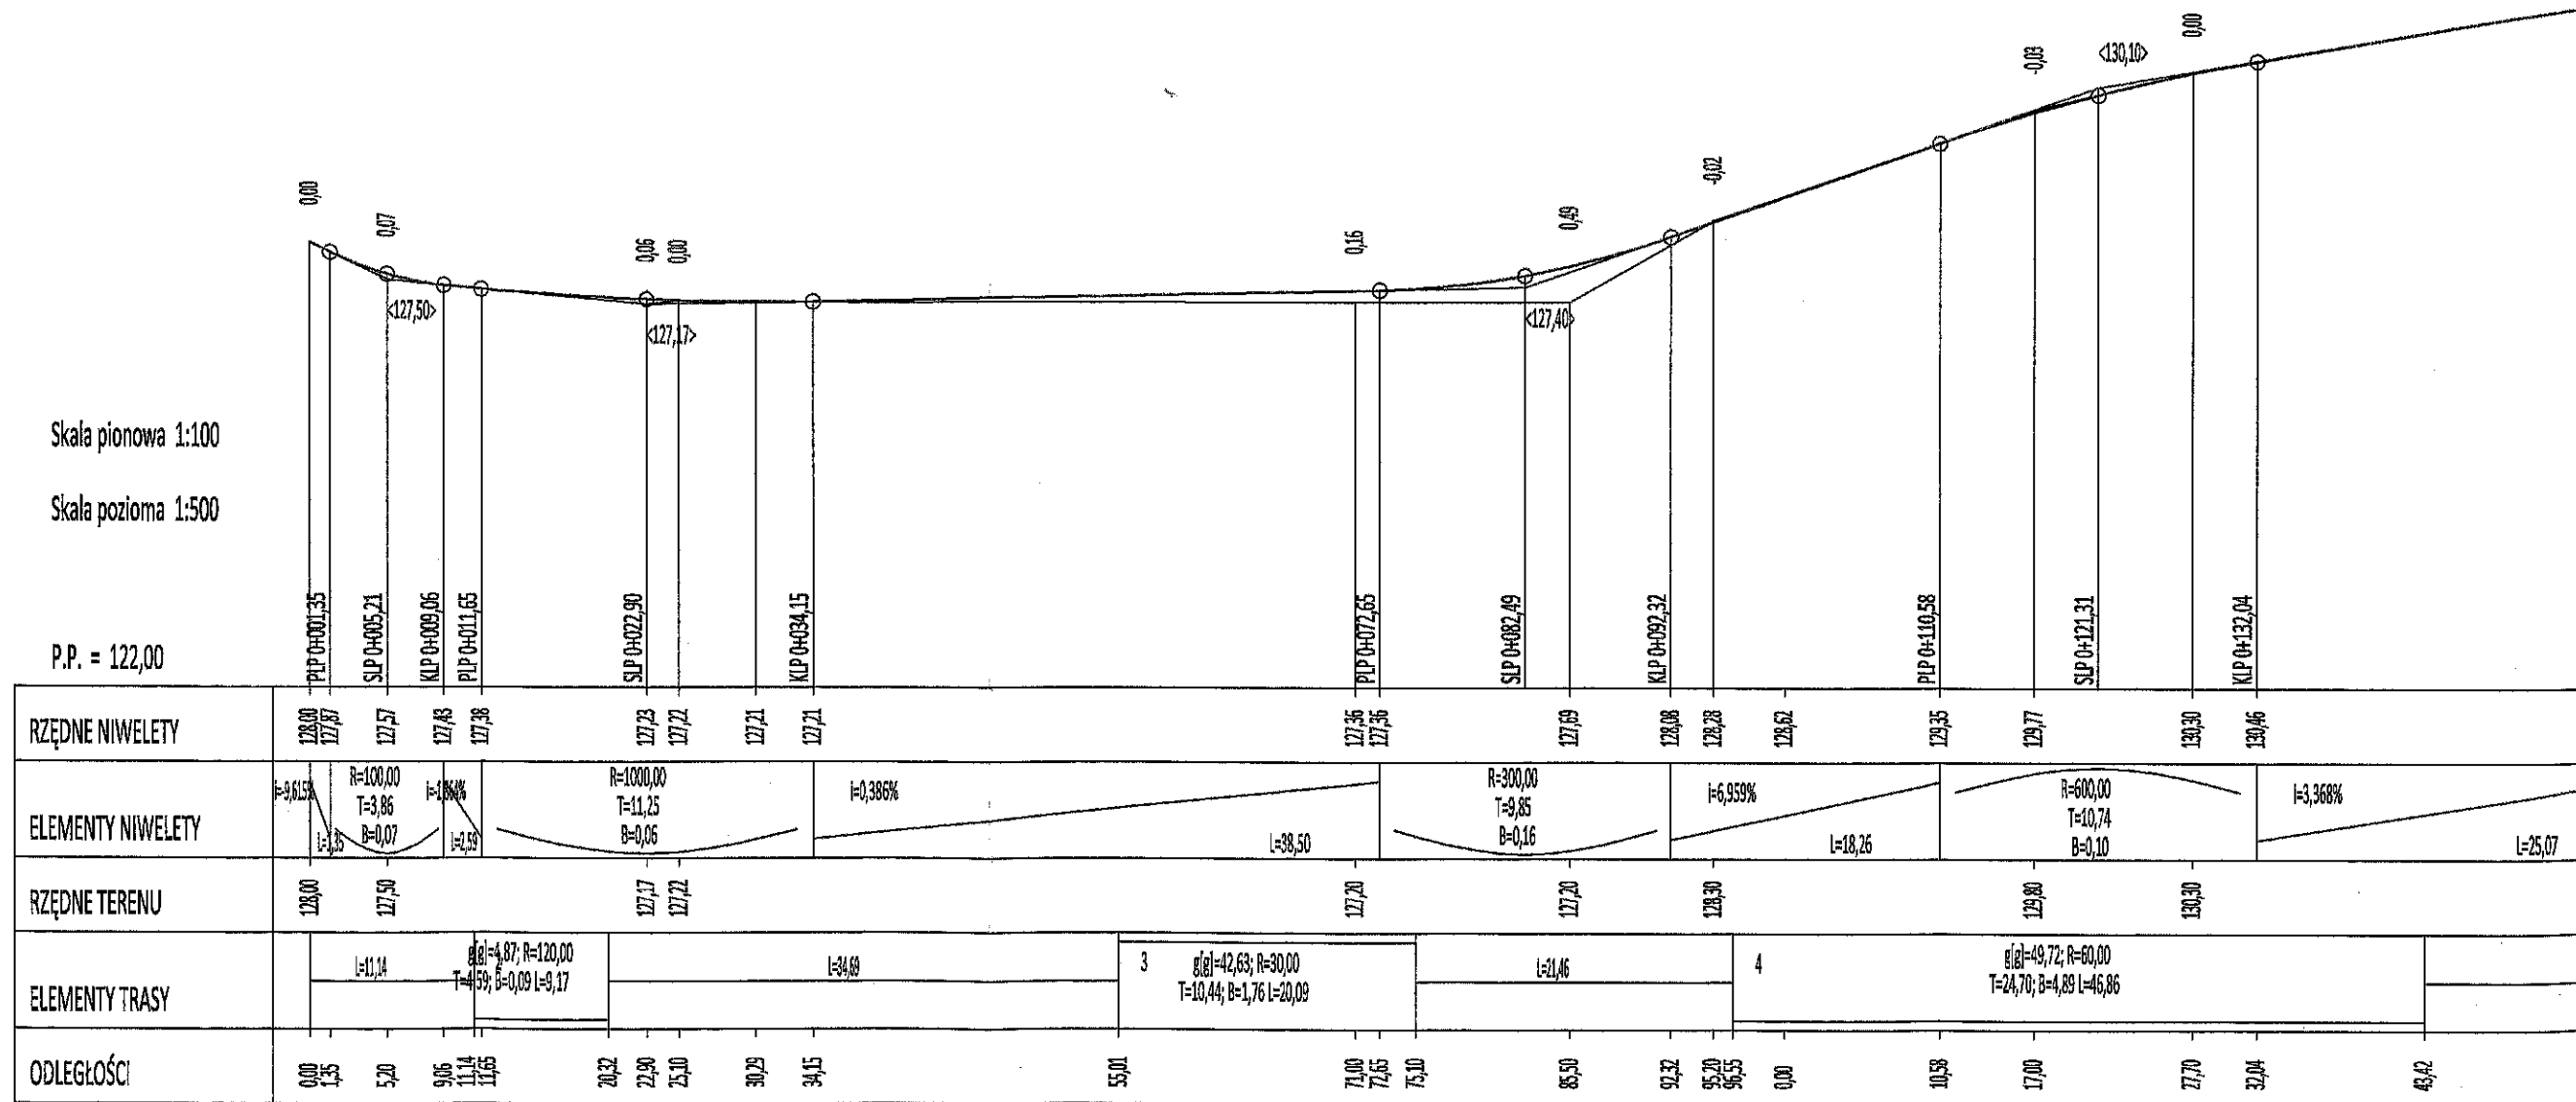 0,00
0,07
0,06
0,00
0,16
0,49
-0,02
-0,03
<130,10>
0,00
<127,50>
<127,17>
<127,40>
Skala pionowa 1:100
Skala pozioma 1:500
P.P. = 122,00
PLP 0+001,35
SLP 0+005,21
KLP 0+009,06
PLP 0+011,65
SLP 0+022,90
KLP 0+034,15
PLP 0+072,65
SLP 0+082,49
KLP 0+092,32
PLP 0+110,58
SLP 0+121,31
KLP 0+132,04
RZĘDNE NIWELETY
128,00
127,87
127,57
127,43
127,38
127,23
127,22
127,21
127,21
127,36
127,36
127,69
128,08
128,28
128,62
129,35
129,77
130,30
130,46
ELEMENTY NIWELETY
i=-9,615%
L=1,35
R=100,00
T=3,86
B=0,07
L=2,59
R=1000,00
T=11,25
B=0,06
i=0,386%
L=38,50
R=300,00
T=9,85
B=0,16
i=6,959%
L=18,26
R=600,00
T=10,74
B=0,10
i=3,368%
L=25,07
RZĘDNE TERENU
128,00
127,50
127,17
127,22
127,20
127,20
128,30
129,80
130,30
ELEMENTY TRASY
L=11,14
g[g]=4,87; R=120,00
T=4,59; B=0,09 L=9,17
L=34,69
3
g[g]=42,63; R=30,00
T=10,44; B=1,76 L=20,09
L=21,46
4
g[g]=49,72; R=60,00
T=24,70; B=4,89 L=46,86
ODLEGŁOŚCI
0,00
1,35
5,20
9,06
11,14
11,65
20,32
22,90
25,10
30,29
34,15
55,01
71,00
72,65
75,10
85,50
92,32
95,20
96,55
0,00
10,58
17,00
27,70
32,04
43,42